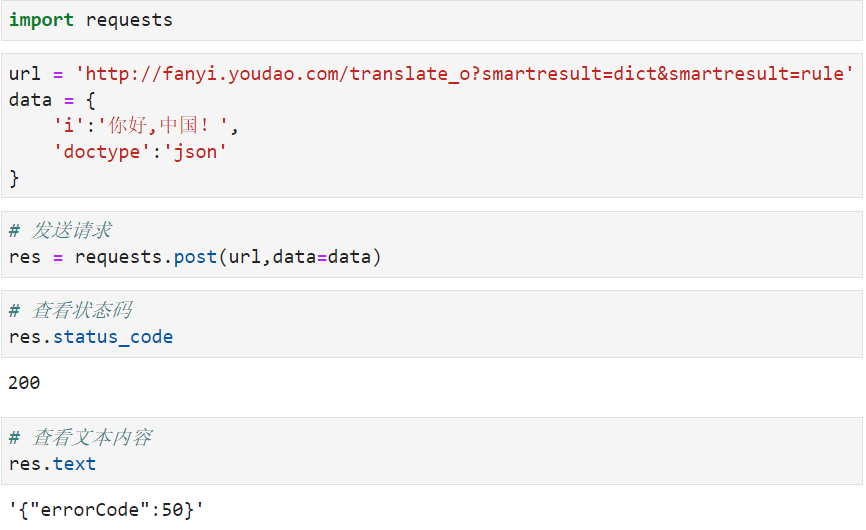 import requests
url = 'http://fanyi.youdao.com/translate_o?smartresult=dict&smartresult=rule'
data = {
    'i':'你好,中国！',
    'doctype':'json'
}
# 发送请求
res = requests.post(url,data=data)
# 查看状态码
res.status_code
200
# 查看文本内容
res.text
'{"errorCode":50}'